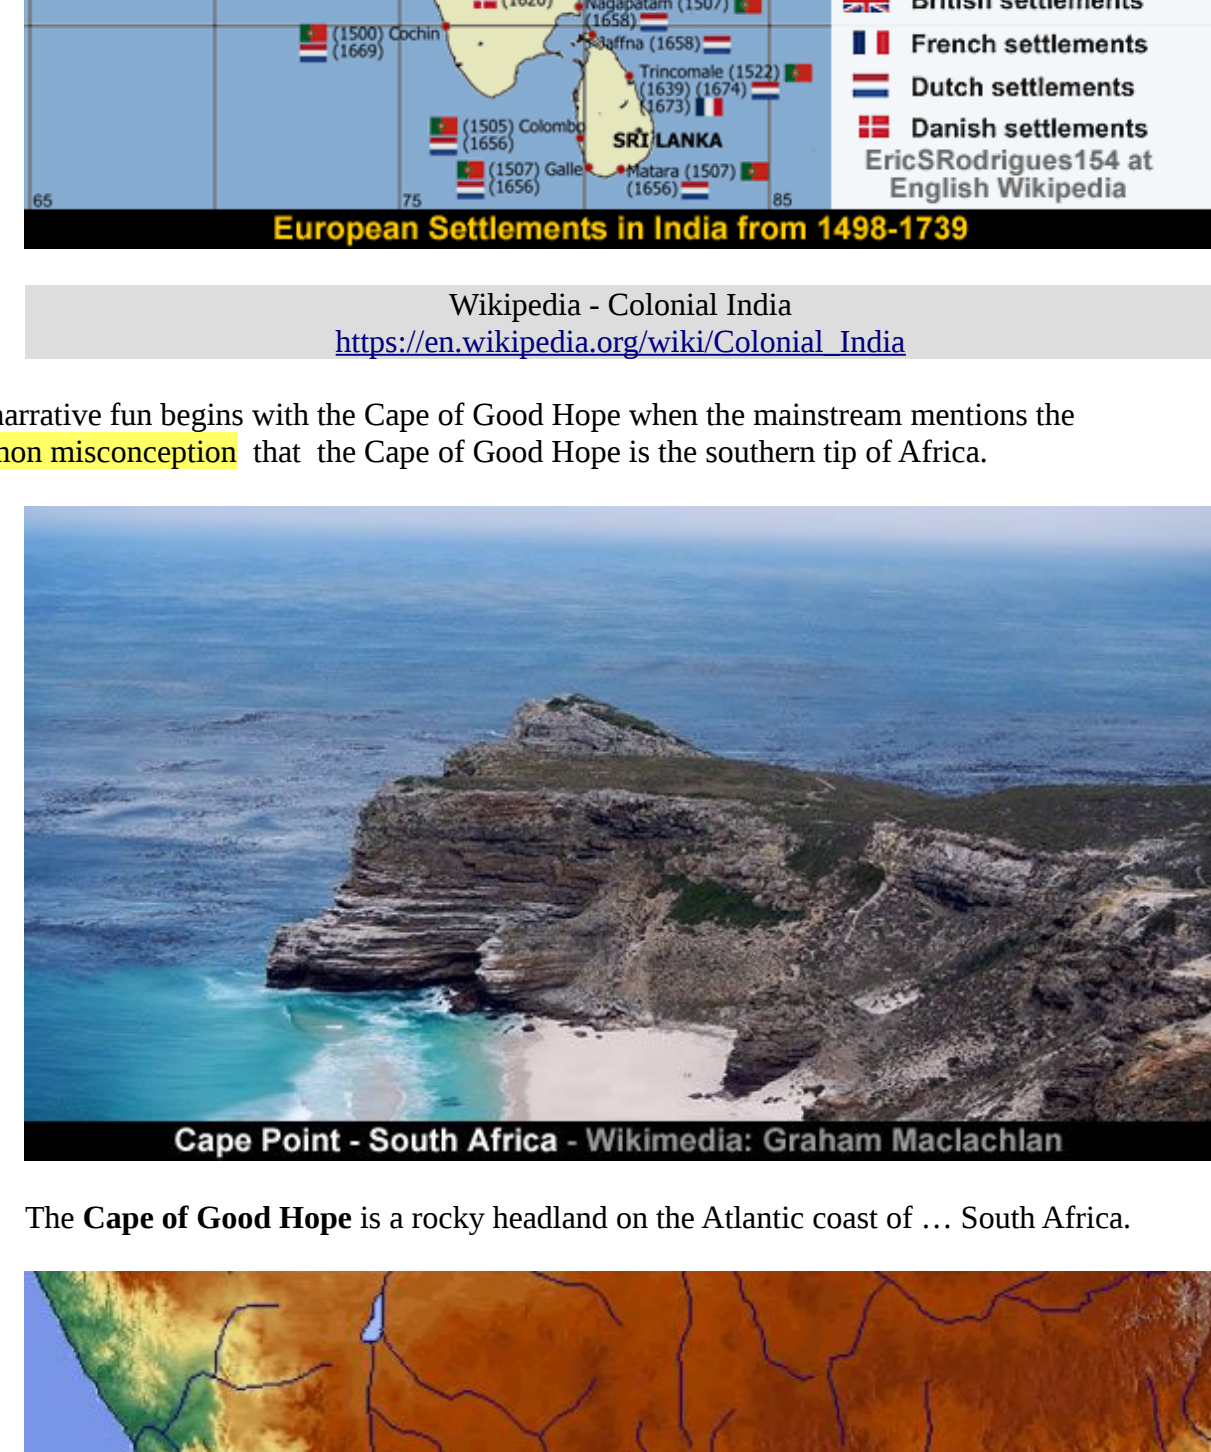 (1620)
Nagapatam (1507)
(1658)
British settlements
(1500) Cochin
(1669)
Jaffna (1658)
French settlements
Trincomale (1522)
(1639) (1674)
(1673)
Dutch settlements
(1505) Colombo
(1656)
SRI LANKA
Danish settlements
(1507) Galle
(1656)
Matara (1507)
(1656)
EricSRodrigues154 at
English Wikipedia
65
75
85
European Settlements in India from 1498-1739
Wikipedia - Colonial India
https://en.wikipedia.org/wiki/Colonial_India
narrative fun begins with the Cape of Good Hope when the mainstream mentions the
mon misconception that the Cape of Good Hope is the southern tip of Africa.
Cape Point - South Africa - Wikimedia: Graham Maclachlan
The Cape of Good Hope is a rocky headland on the Atlantic coast of … South Africa.